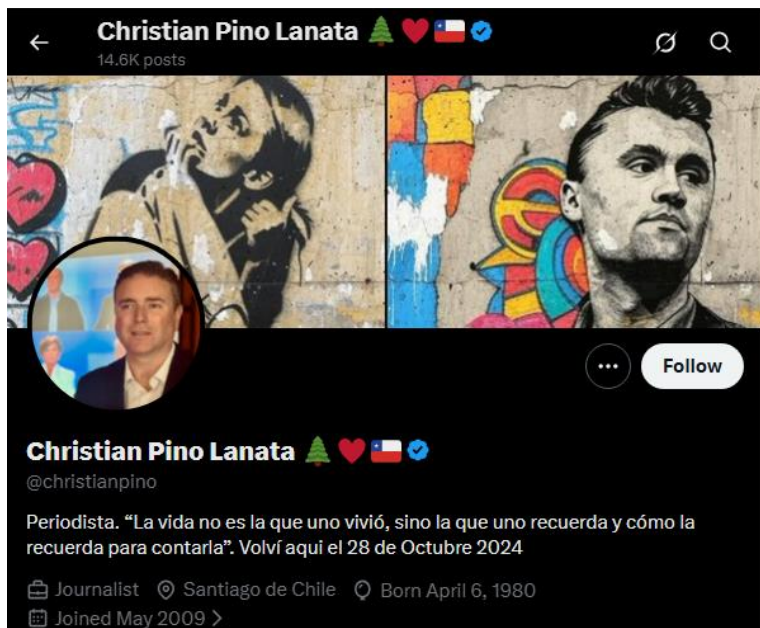 Christian Pino Lanata 🌲❤️🇨🇱
14.6K posts
Follow
Christian Pino Lanata 🌲❤️🇨🇱
@christianpino
Periodista. “La vida no es la que uno vivió, sino la que uno recuerda y cómo la
recuerda para contarla”. Volví aqui el 28 de Octubre 2024
Journalist Santiago de Chile Born April 6, 1980
Joined May 2009